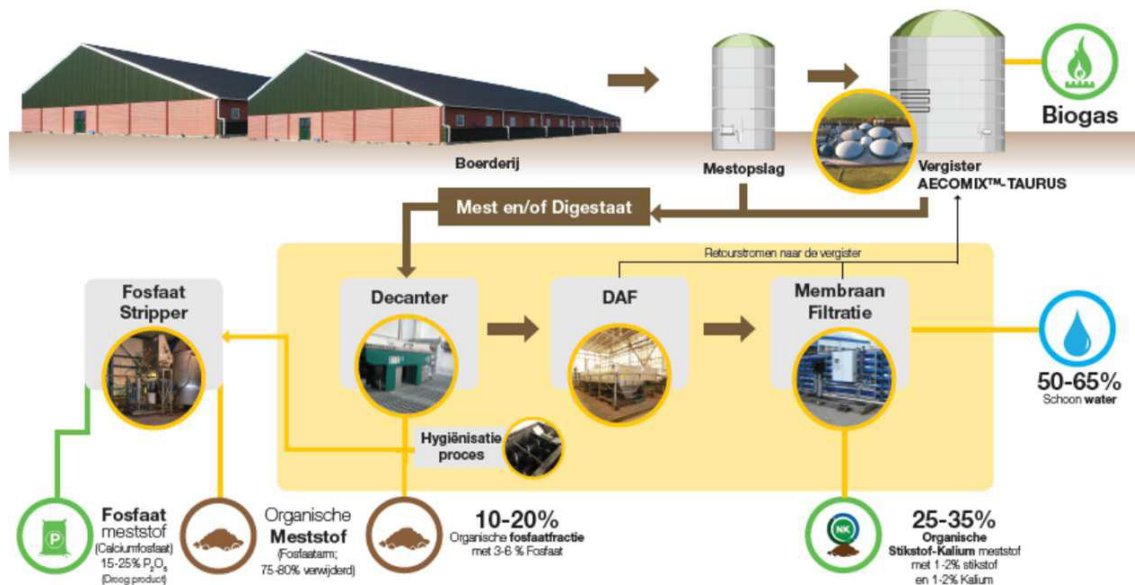 Biogas
Boerderij
Mestopslag
Vergister
AECOMIX™-TAURUS
Mest en/of Digestaat
Retourstromen naar de vergister
Fosfaat
Stripper
Decanter
DAF
Membraan
Filtratie
50-65%
Schoon water
Hygiënisatie
proces
P
Fosfaat
meststof
(Calciumfosfaat)
15-25% P₂O₅
(Droog product)
Organische
Meststof
(Fosfaatarm;
75-80% verwijderd)
10-20%
Organische fosfaatfractie
met 3-6 % Fosfaat
NK
25-35%
Organische
Stikstof-Kalium meststof
met 1-2% stikstof
en 1-2% Kalium